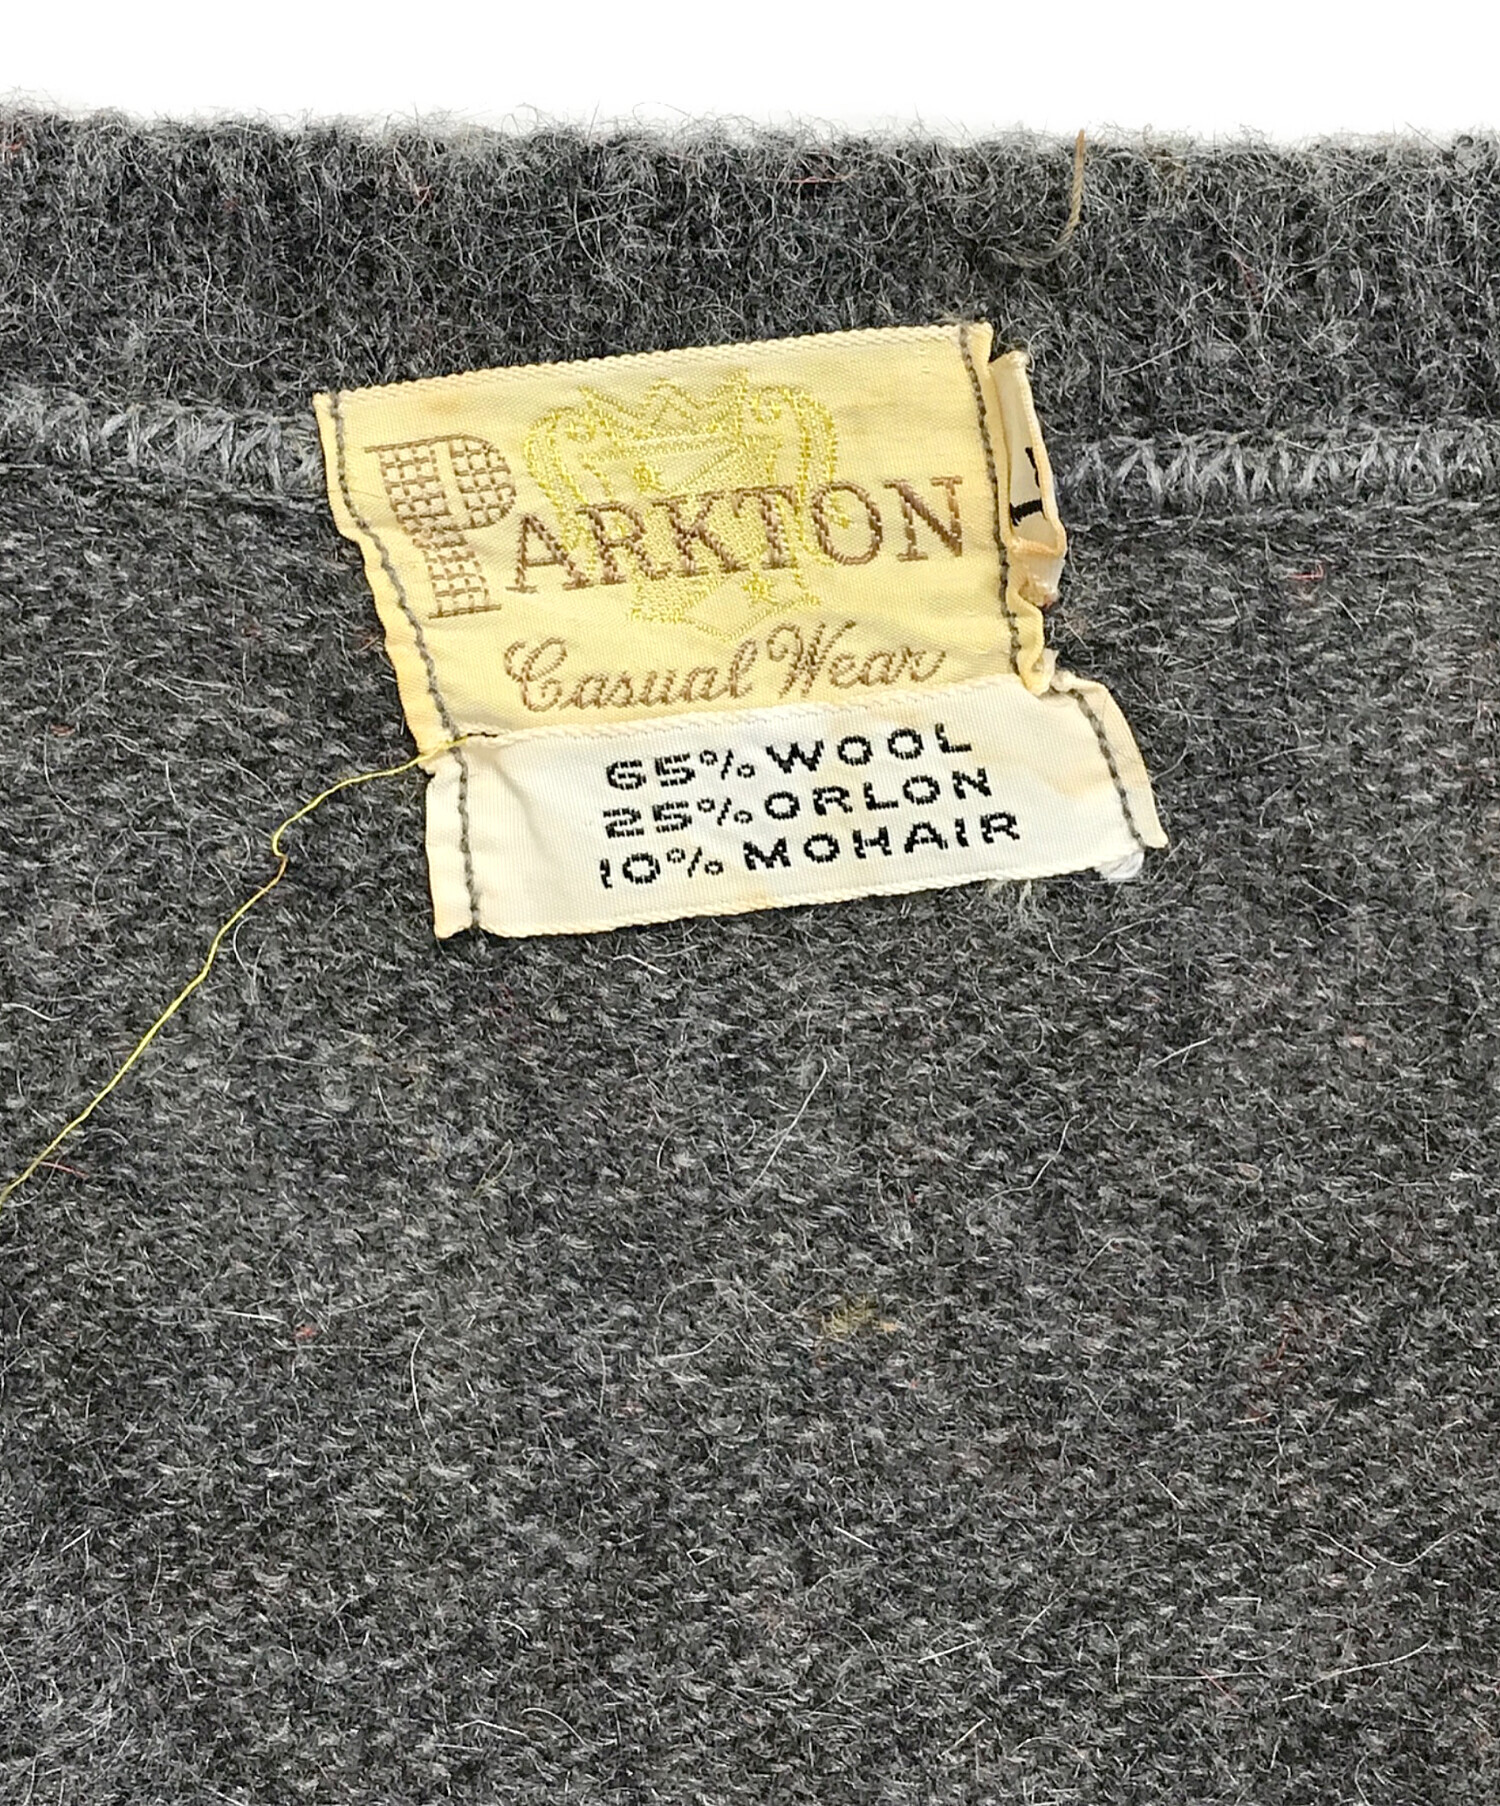 PARKTON
Casual Wear
65% WOOL
25% ORLON
10% MOHAIR